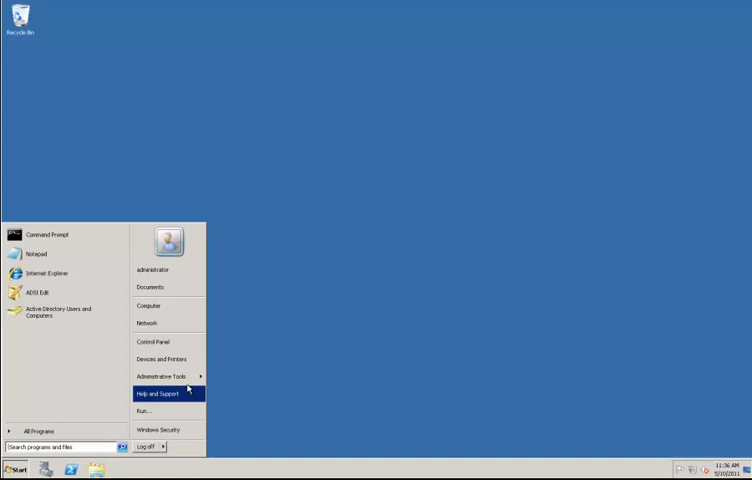 Recycle Bin
Command Prompt
Notepad
Internet Explorer
ADSI Edit
Active Directory Users and
Computers
All Programs
Search programs and files
administrator
Documents
Computer
Network
Control Panel
Devices and Printers
Administrative Tools
Help and Support
Run...
Windows Security
Log off
Start
11:36 AM
5/10/2011